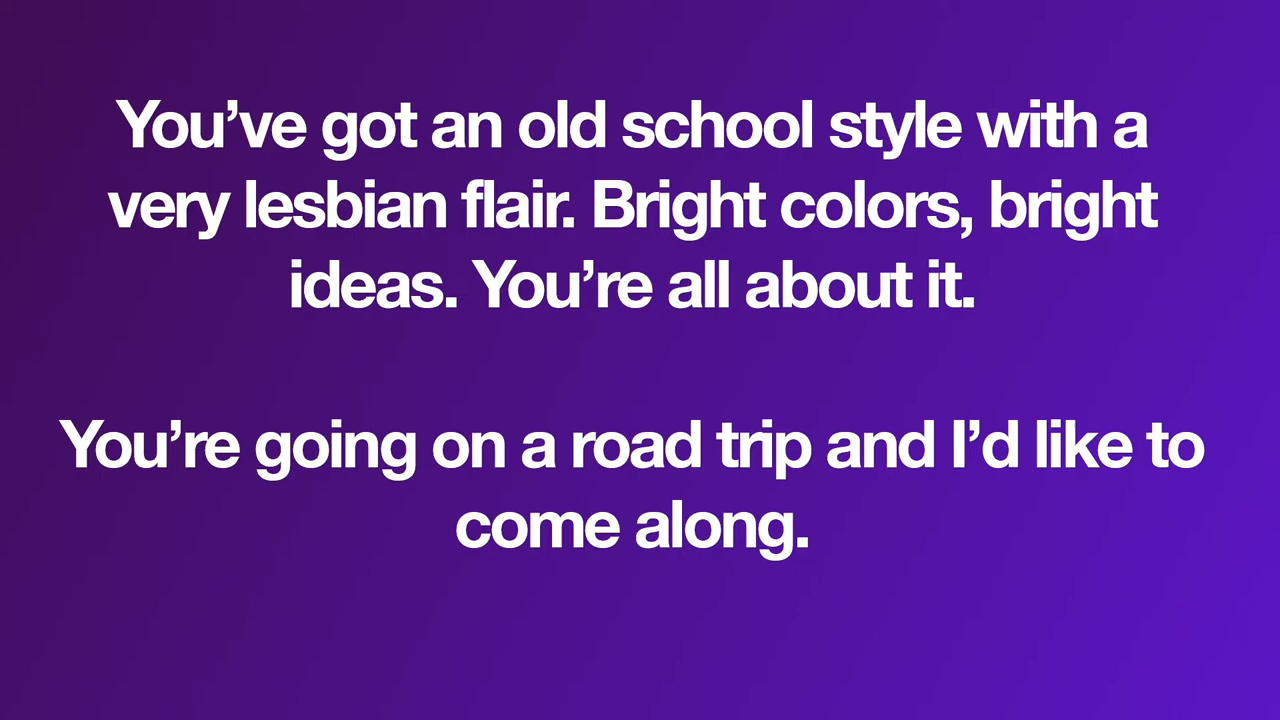 You’ve got an old school style with a
very lesbian flair. Bright colors, bright
ideas. You’re all about it.
You’re going on a road trip and I’d like to
come along.